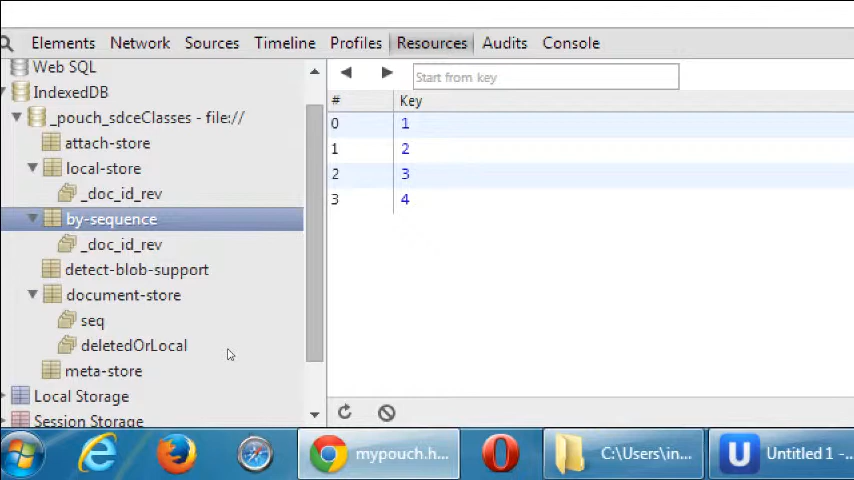 Elements Network Sources Timeline Profiles Resources Audits Console
Web SQL
IndexedDB
_pouch_sdceClasses - file://
attach-store
local-store
_doc_id_rev
by-sequence
_doc_id_rev
detect-blob-support
document-store
seq
deletedOrLocal
meta-store
Local Storage
Session Storage
Start from key
# Key
0 1
1 2
2 3
3 4
mypouch.h... C:\Users\in... Untitled 1 -...